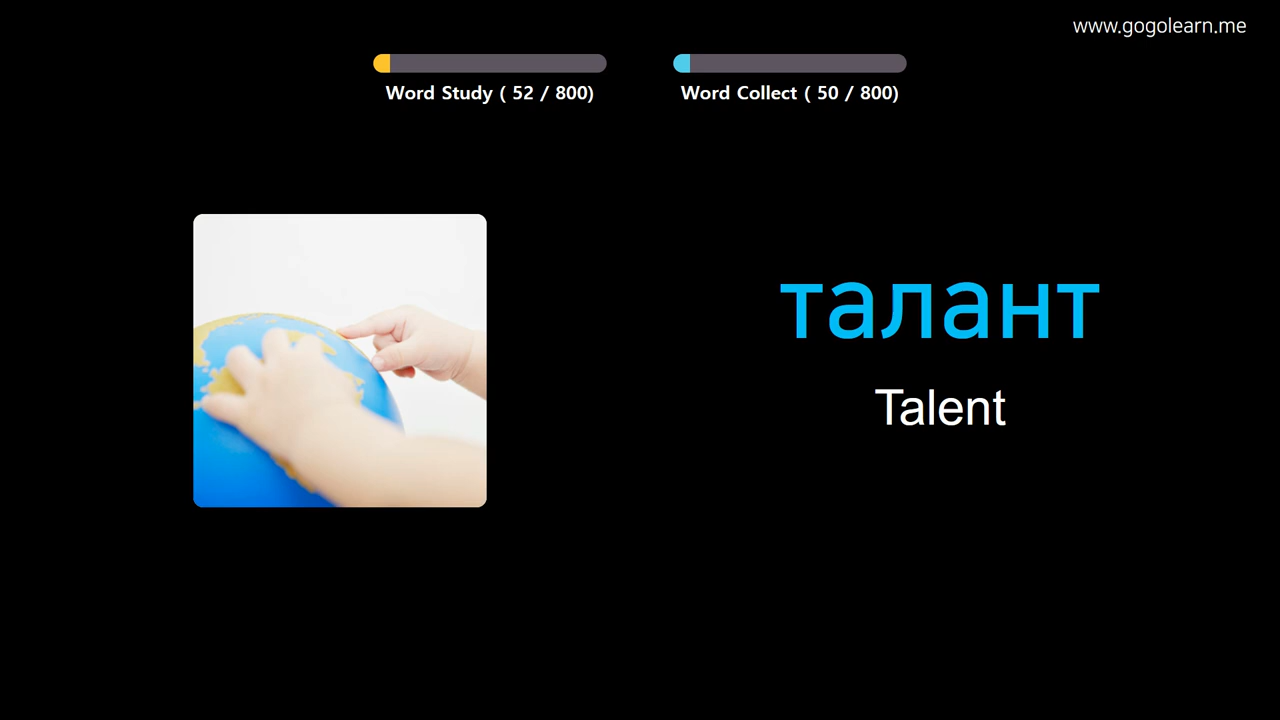 www.gogolearn.me
Word Study ( 52 / 800)
Word Collect ( 50 / 800)
талант
Talent